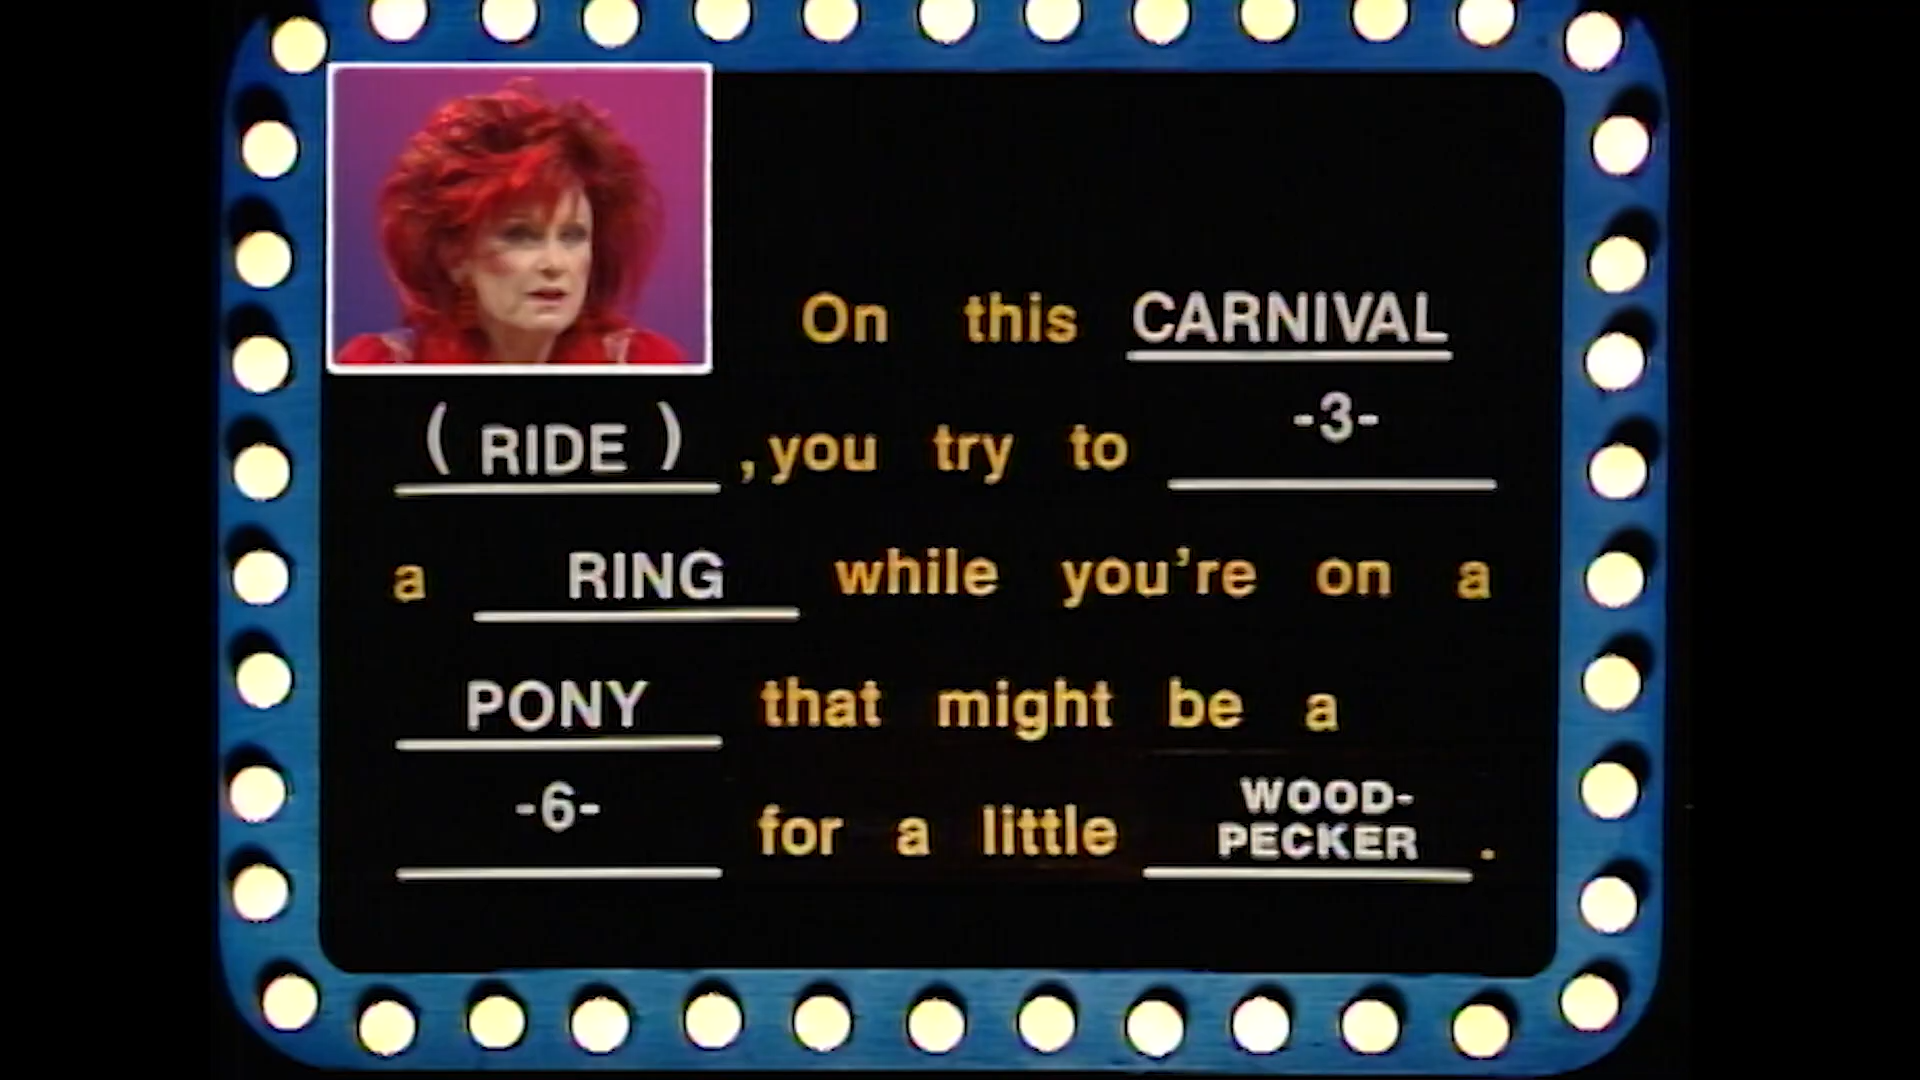 On this CARNIVAL
( RIDE ) , you try to -3-
a RING while you're on a
PONY that might be a
-6- for a little WOOD-
PECKER .